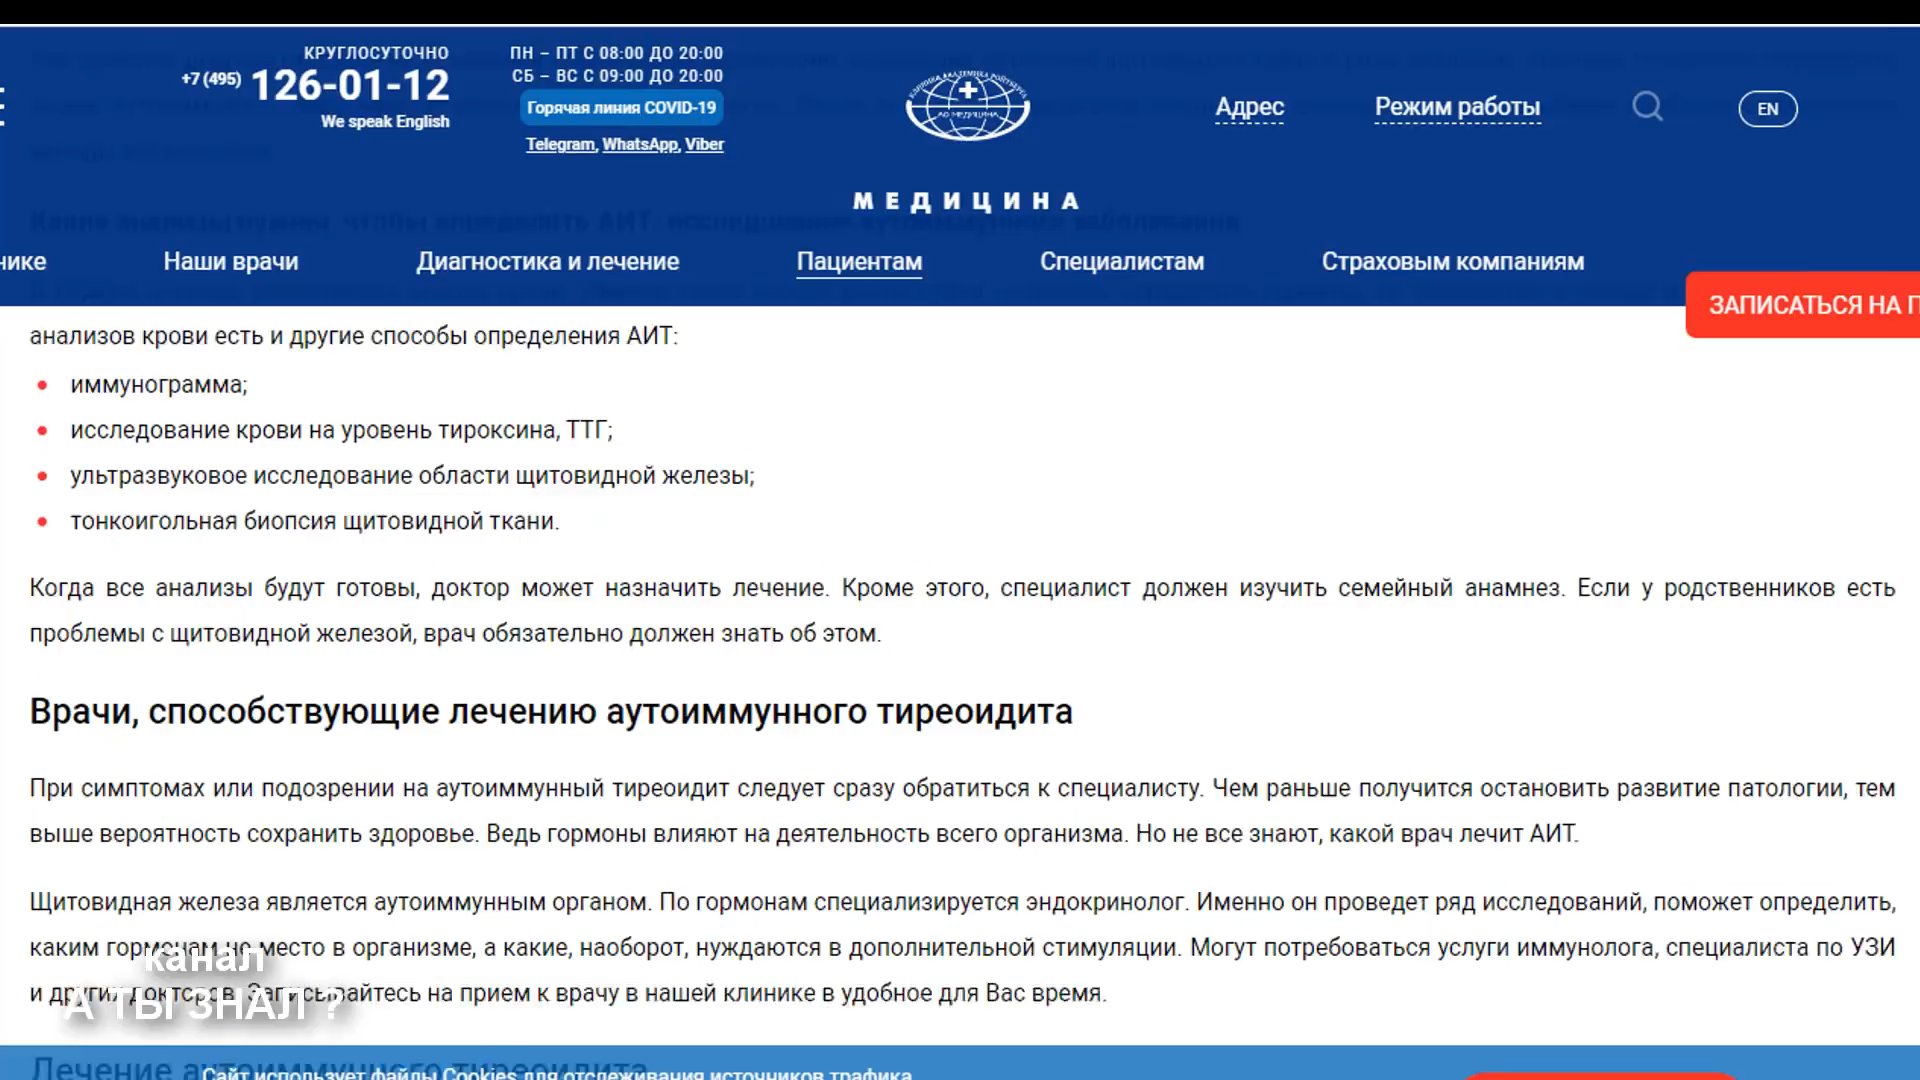 КРУГЛОСУТОЧНО
+7 (495) 126-01-12
We speak English
ПН – ПТ С 08:00 ДО 20:00
СБ – ВС С 09:00 ДО 20:00
Горячая линия COVID-19
Telegram, WhatsApp, Viber
МЕДИЦИНА
Адрес
Режим работы
EN
нике
Наши врачи
Диагностика и лечение
Пациентам
Специалистам
Страховым компаниям
ЗАПИСАТЬСЯ НА П
анализов крови есть и другие способы определения АИТ:
иммунограмма;
исследование крови на уровень тироксина, ТТГ;
ультразвуковое исследование области щитовидной железы;
тонкоигольная биопсия щитовидной ткани.
Когда все анализы будут готовы, доктор может назначить лечение. Кроме этого, специалист должен изучить семейный анамнез. Если у родственников есть
проблемы с щитовидной железой, врач обязательно должен знать об этом.
Врачи, способствующие лечению аутоиммунного тиреоидита
При симптомах или подозрении на аутоиммунный тиреоидит следует сразу обратиться к специалисту. Чем раньше получится остановить развитие патологии, тем
выше вероятность сохранить здоровье. Ведь гормоны влияют на деятельность всего организма. Но не все знают, какой врач лечит АИТ.
Щитовидная железа является аутоиммунным органом. По гормонам специализируется эндокринолог. Именно он проведет ряд исследований, поможет определить,
каким гормонам не место в организме, а какие, наоборот, нуждаются в дополнительной стимуляции. Могут потребоваться услуги иммунолога, специалиста по УЗИ
и других докторов. Записывайтесь на прием к врачу в нашей клинике в удобное для Вас время.
канал
А ТЫ ЗНАЛ ?
Лечение аутоиммунного тиреоидита
Сайт использует файлы Cookies для отслеживания источников трафика